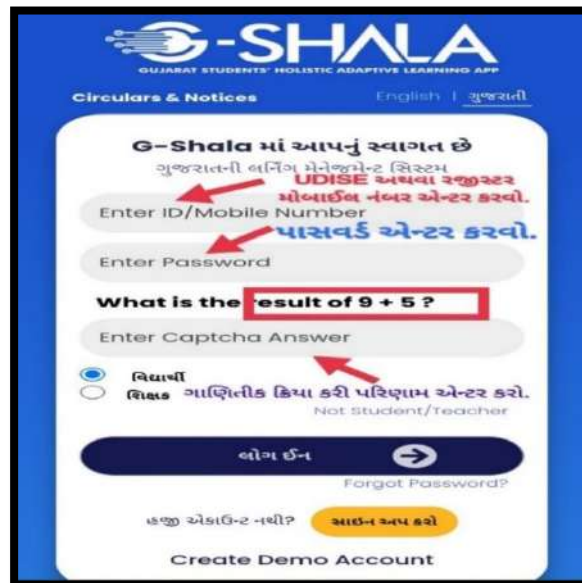 G-SHALA
GUJARAT STUDENTS' HOLISTIC ADAPTIVE LEARNING APP
Circulars & Notices English | ગુજરાતી
G-Shala માં આપનું સ્વાગત છે
ગુજરાતની લર્નિંગ મેનેજમેન્ટ સિસ્ટમ
UDISE અથવા રજીસ્ટર
મોબાઈલ નંબર એન્ટર કરવો.
Enter ID/Mobile Number
પાસવર્ડ એન્ટર કરવો.
Enter Password
What is the result of 9 + 5 ?
Enter Captcha Answer
વિદ્યાર્થી
શિક્ષક ગાણિતીક ક્રિયા કરી પરિણામ એન્ટર કરો.
Not Student/Teacher
લોગ ઈન
Forgot Password?
હજી એકાઉન્ટ નથી? સાઇન અપ કરો
Create Demo Account